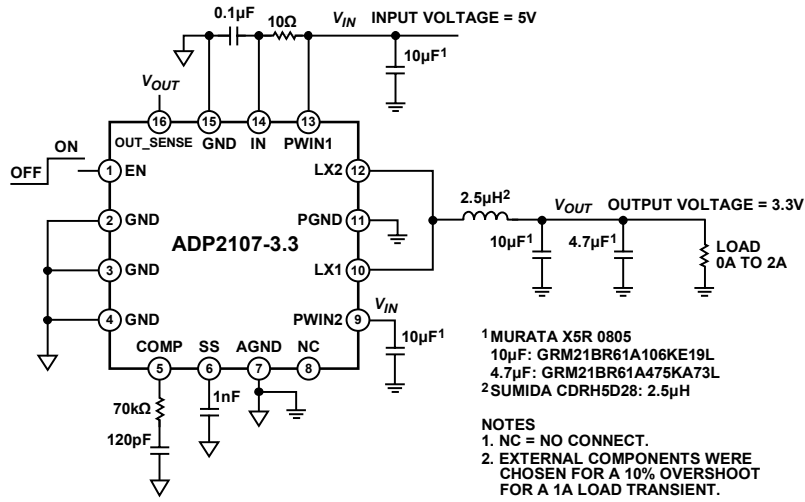 0.1µF
10Ω
VIN
INPUT VOLTAGE = 5V
10µF1
VOUT
16
15
14
13
OUT_SENSE
GND
IN
PWIN1
OFF
ON
1
EN
2
GND
3
GND
4
GND
ADP2107-3.3
LX2
12
PGND
11
LX1
10
PWIN2
9
VIN
10µF1
2.5µH2
VOUT
OUTPUT VOLTAGE = 3.3V
10µF1
4.7µF1
LOAD
0A TO 2A
COMP
SS
AGND
NC
5
6
7
8
70kΩ
120pF
1nF
1 MURATA X5R 0805
10µF: GRM21BR61A106KE19L
4.7µF: GRM21BR61A475KA73L
2 SUMIDA CDRH5D28: 2.5µH
NOTES
1. NC = NO CONNECT.
2. EXTERNAL COMPONENTS WERE
CHOSEN FOR A 10% OVERSHOOT
FOR A 1A LOAD TRANSIENT.